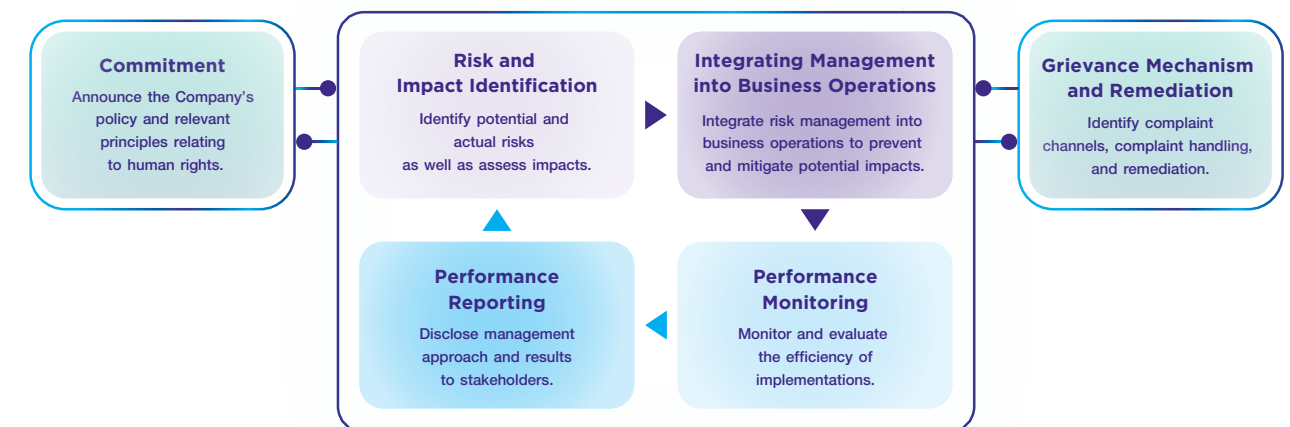 Commitment
Announce the Company's
policy and relevant
principles relating
to human rights.
Risk and
Impact Identification
Identify potential and
actual risks
as well as assess impacts.
Integrating Management
into Business Operations
Integrate risk management into
business operations to prevent
and mitigate potential impacts.
Grievance Mechanism
and Remediation
Identify complaint
channels, complaint handling,
and remediation.
Performance
Reporting
Disclose management
approach and results
to stakeholders.
Performance
Monitoring
Monitor and evaluate
the efficiency of
implementations.